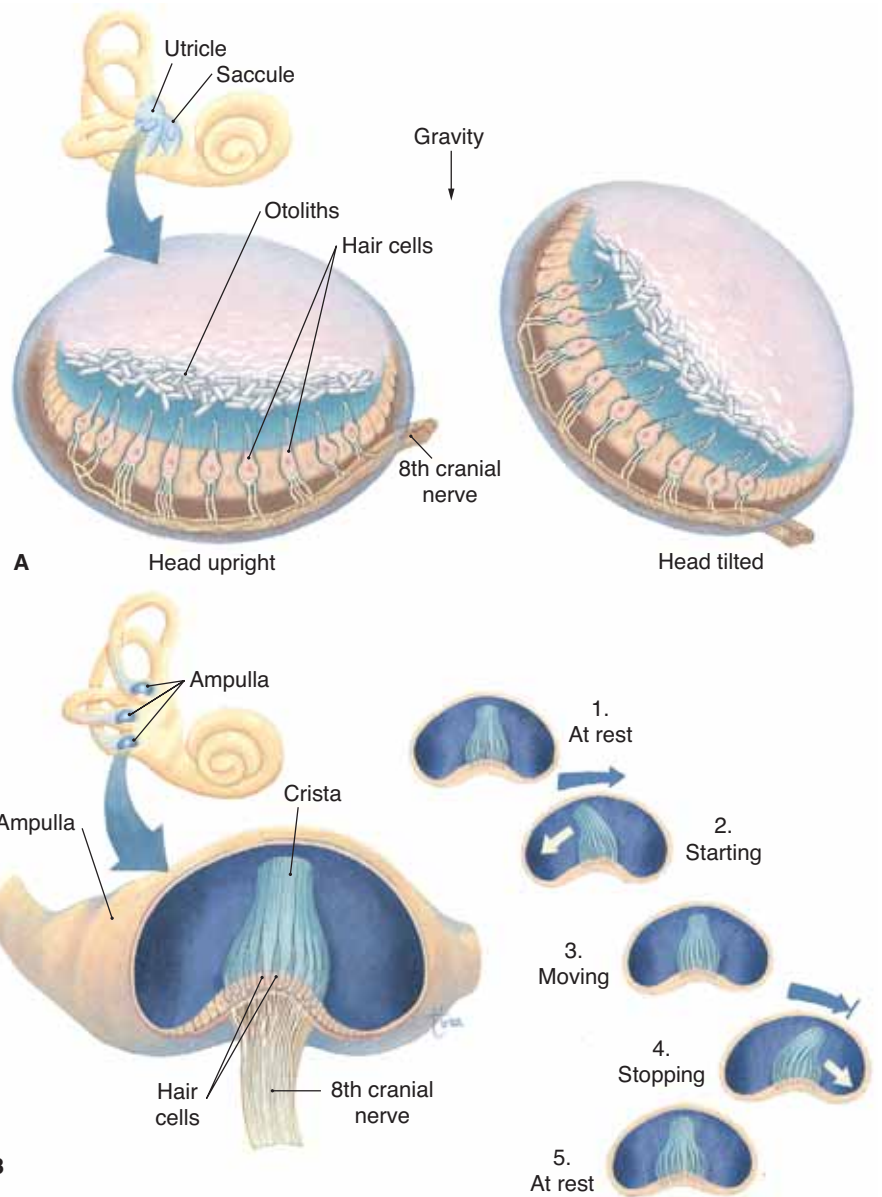 Utricle
Saccule
Gravity
Otoliths
Hair cells
8th cranial
nerve
A
Head upright
Head tilted
Ampulla
1.
At rest
Crista
Ampulla
2.
Starting
3.
Moving
4.
Stopping
Hair
cells
8th cranial
nerve
5.
At rest
B